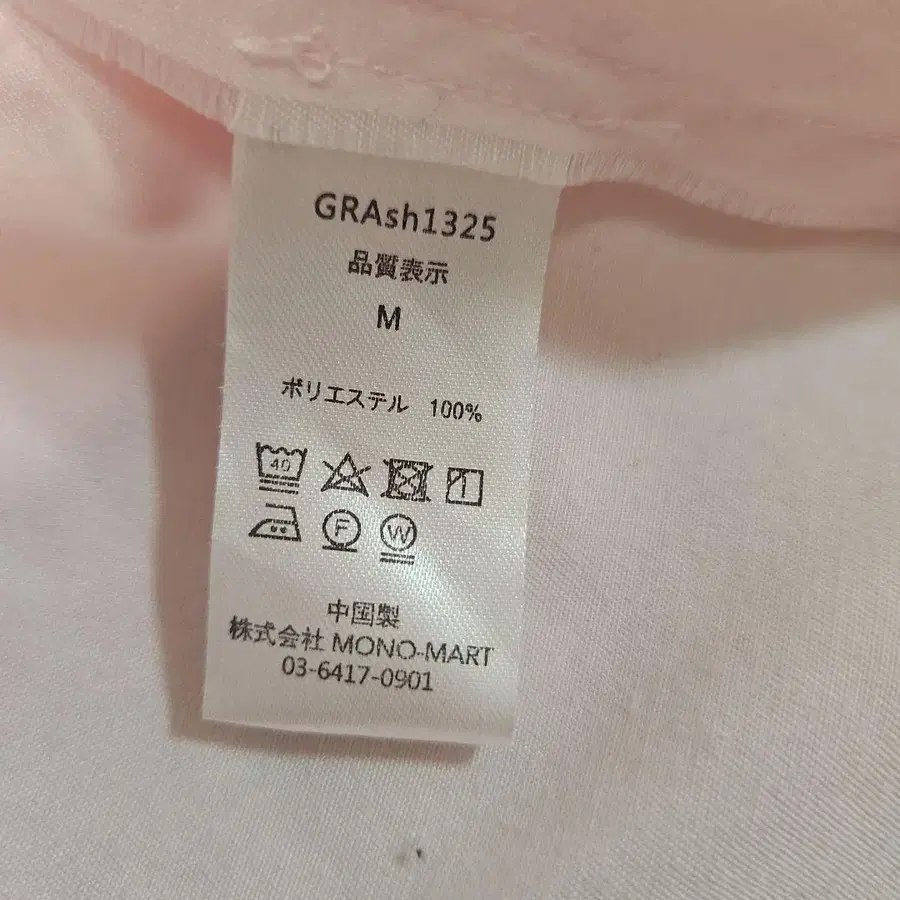 GRAsh1325
品質表示
M
ポリエステル 100%
40
F W
中国製
株式会社 MONO-MART
03-6417-0901